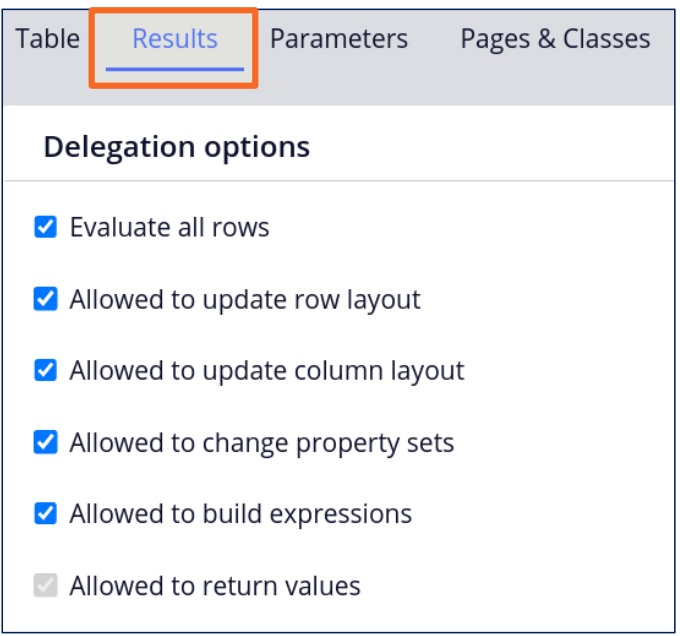 Table Results Parameters Pages & Classes
Delegation options
Evaluate all rows
Allowed to update row layout
Allowed to update column layout
Allowed to change property sets
Allowed to build expressions
Allowed to return values